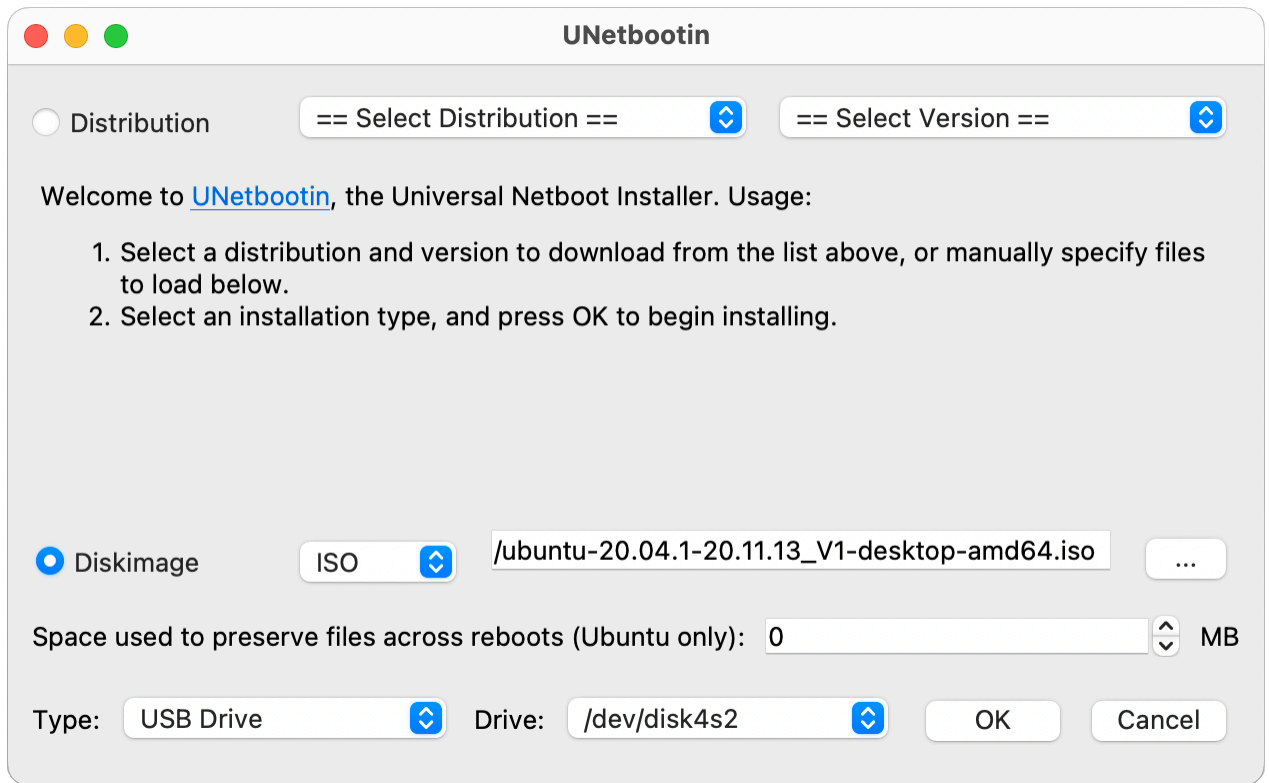 UNetbootin
Distribution == Select Distribution == == Select Version ==
Welcome to UNetbootin, the Universal Netboot Installer. Usage:
1. Select a distribution and version to download from the list above, or manually specify files
to load below.
2. Select an installation type, and press OK to begin installing.
Diskimage ISO /ubuntu-20.04.1-20.11.13_V1-desktop-amd64.iso ...
Space used to preserve files across reboots (Ubuntu only): 0 MB
Type: USB Drive Drive: /dev/disk4s2 OK Cancel